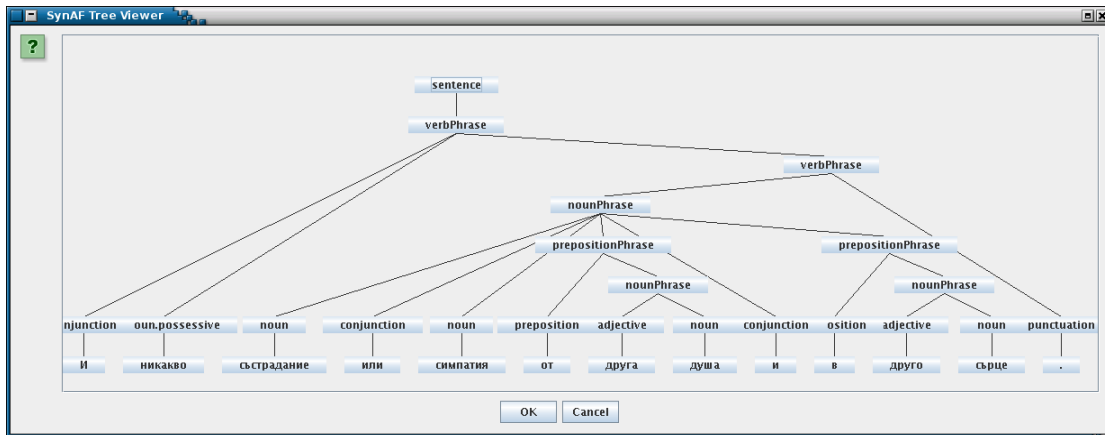 SynAF Tree Viewer
?
sentence
verbPhrase
verbPhrase
nounPhrase
prepositionPhrase prepositionPhrase
nounPhrase nounPhrase
njunction oun.possessive noun conjunction noun preposition adjective noun conjunction osition adjective noun punctuation
И никакво състрадание или симпатия от друга душа и в друго сърце .
OK Cancel